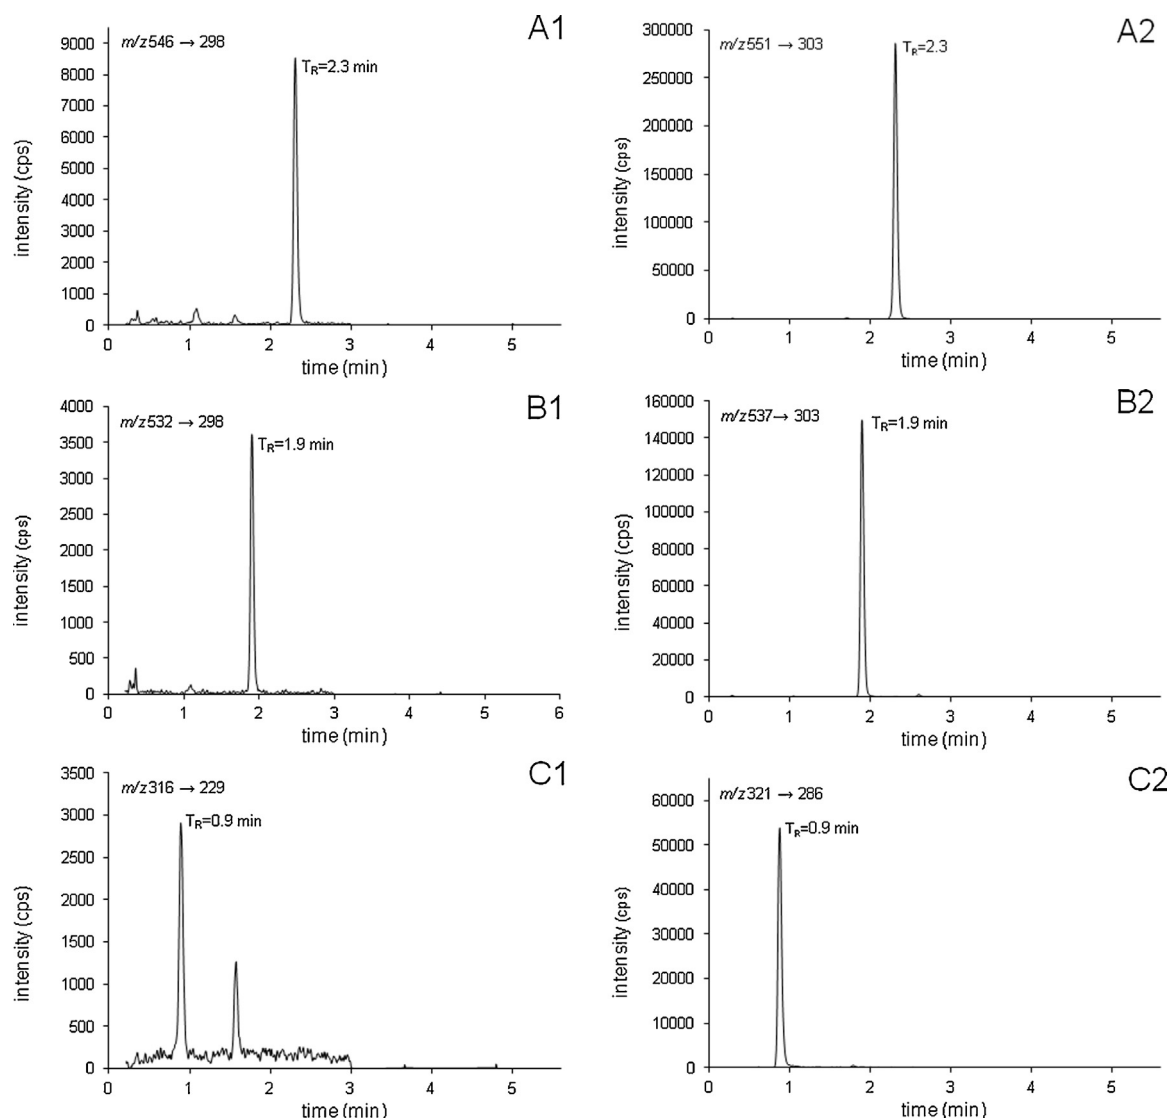 A1
m/z546 → 298
T_R=2.3 min
intensity (cps)
9000
8000
7000
6000
5000
4000
3000
2000
1000
0
0 1 2 3 4 5
time (min)
A2
m/z551 → 303
T_R=2.3
intensity (cps)
300000
250000
200000
150000
100000
50000
0
0 1 2 3 4 5
time (min)
B1
m/z532 → 298
T_R=1.9 min
intensity (cps)
4000
3500
3000
2500
2000
1500
1000
500
0
0 1 2 3 4 5 6
time (min)
B2
m/z537→ 303
T_R=1.9 min
intensity (cps)
160000
140000
120000
100000
80000
60000
40000
20000
0
0 1 2 3 4 5
time (min)
C1
m/z316 → 229
T_R=0.9 min
intensity (cps)
3500
3000
2500
2000
1500
1000
500
0
0 1 2 3 4 5
time (min)
C2
m/z321 → 286
T_R=0.9 min
intensity (cps)
60000
50000
40000
30000
20000
10000
0
0 1 2 3 4 5
time (min)